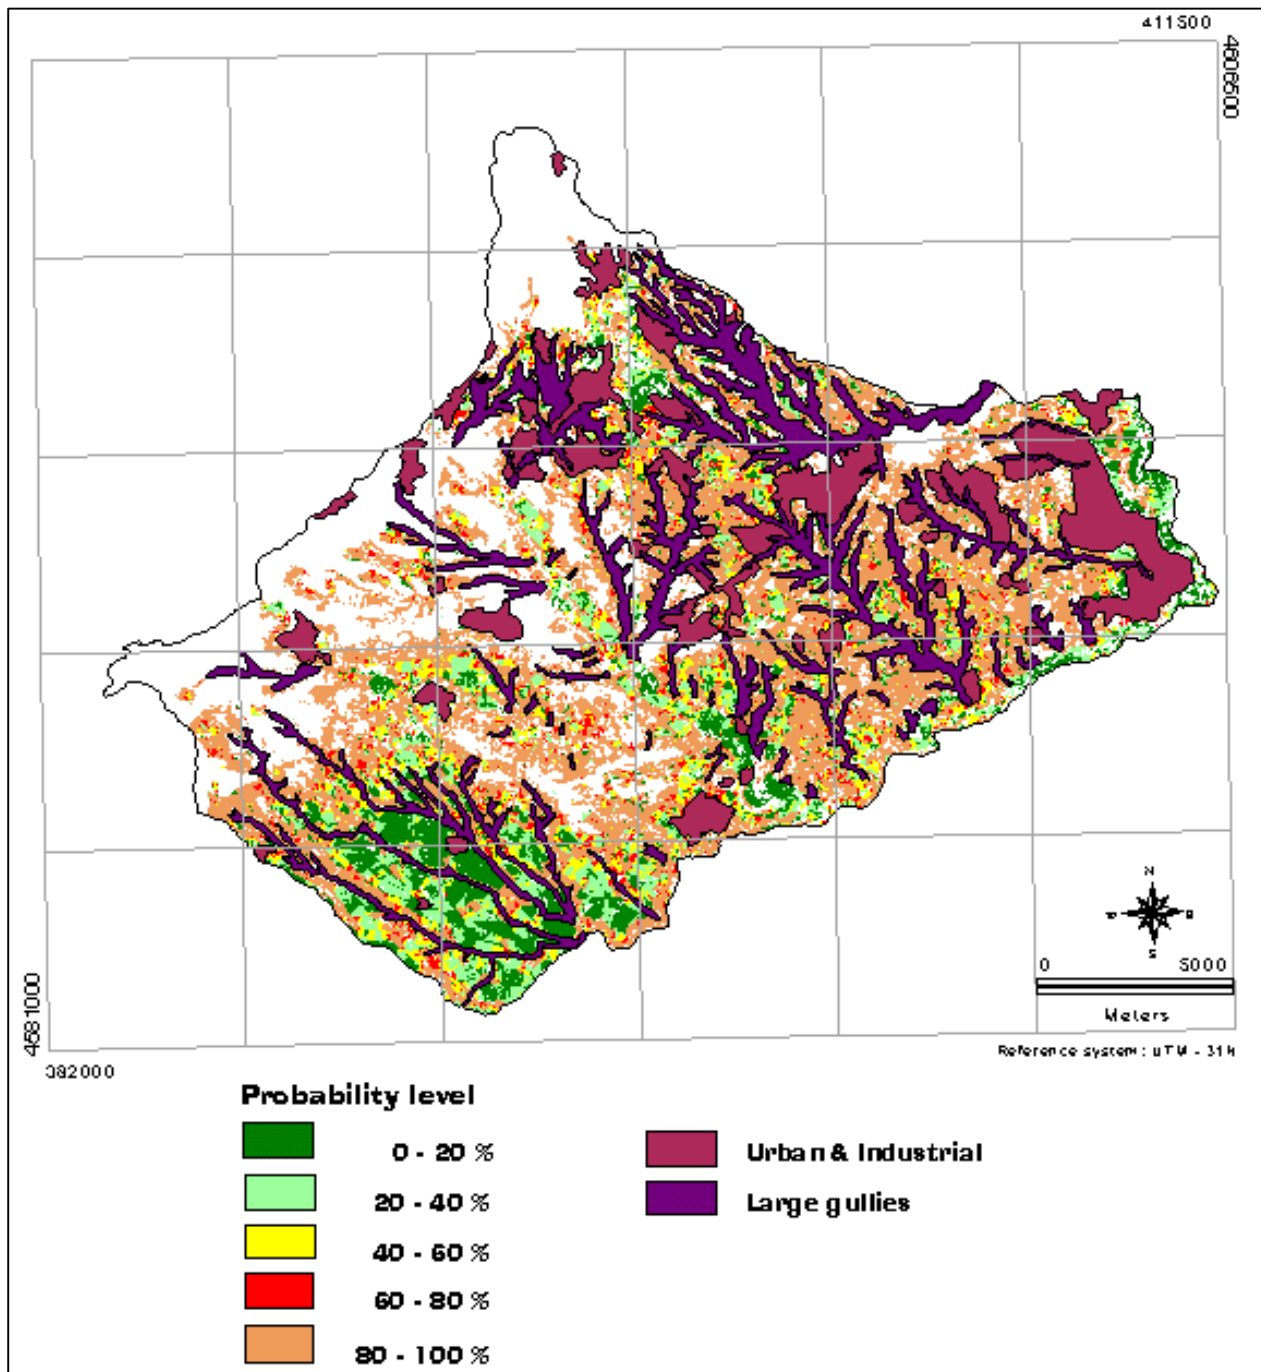 411500
4606500
N
S
0 5000
Meters
Reference system: UTM - 31N
4581000
382000
Probability level
0 - 20 %
20 - 40 %
40 - 60 %
60 - 80 %
80 - 100 %
Urban & Industrial
Large gullies